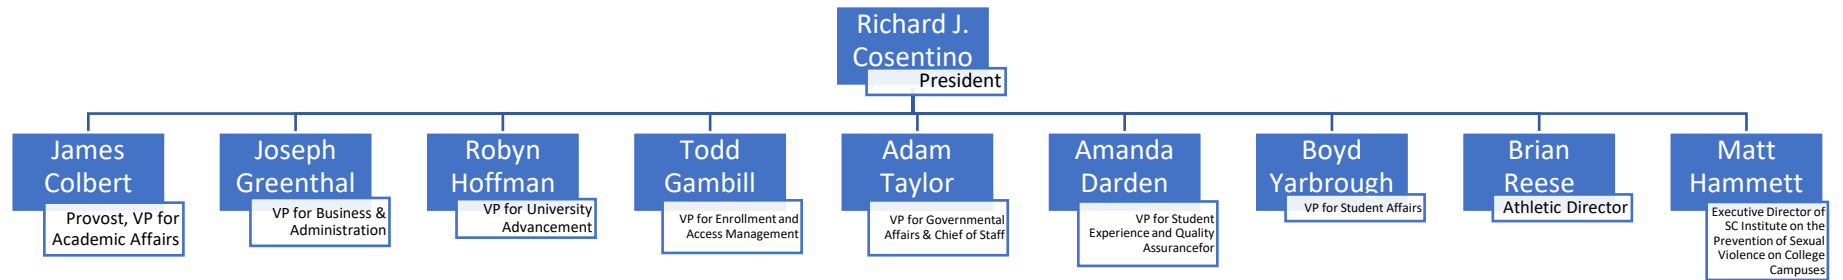 Richard J.
Cosentino
President
James
Colbert
Provost, VP for
Academic Affairs
Joseph
Greenthal
VP for Business &
Administration
Robyn
Hoffman
VP for University
Advancement
Todd
Gambill
VP for Enrollment and
Access Management
Adam
Taylor
VP for Governmental
Affairs & Chief of Staff
Amanda
Darden
VP for Student
Experience and Quality
Assurancefor
Boyd
Yarbrough
VP for Student Affairs
Brian
Reese
Athletic Director
Matt
Hammett
Executive Director of
SC Institute on the
Prevention of Sexual
Violence on College
Campuses